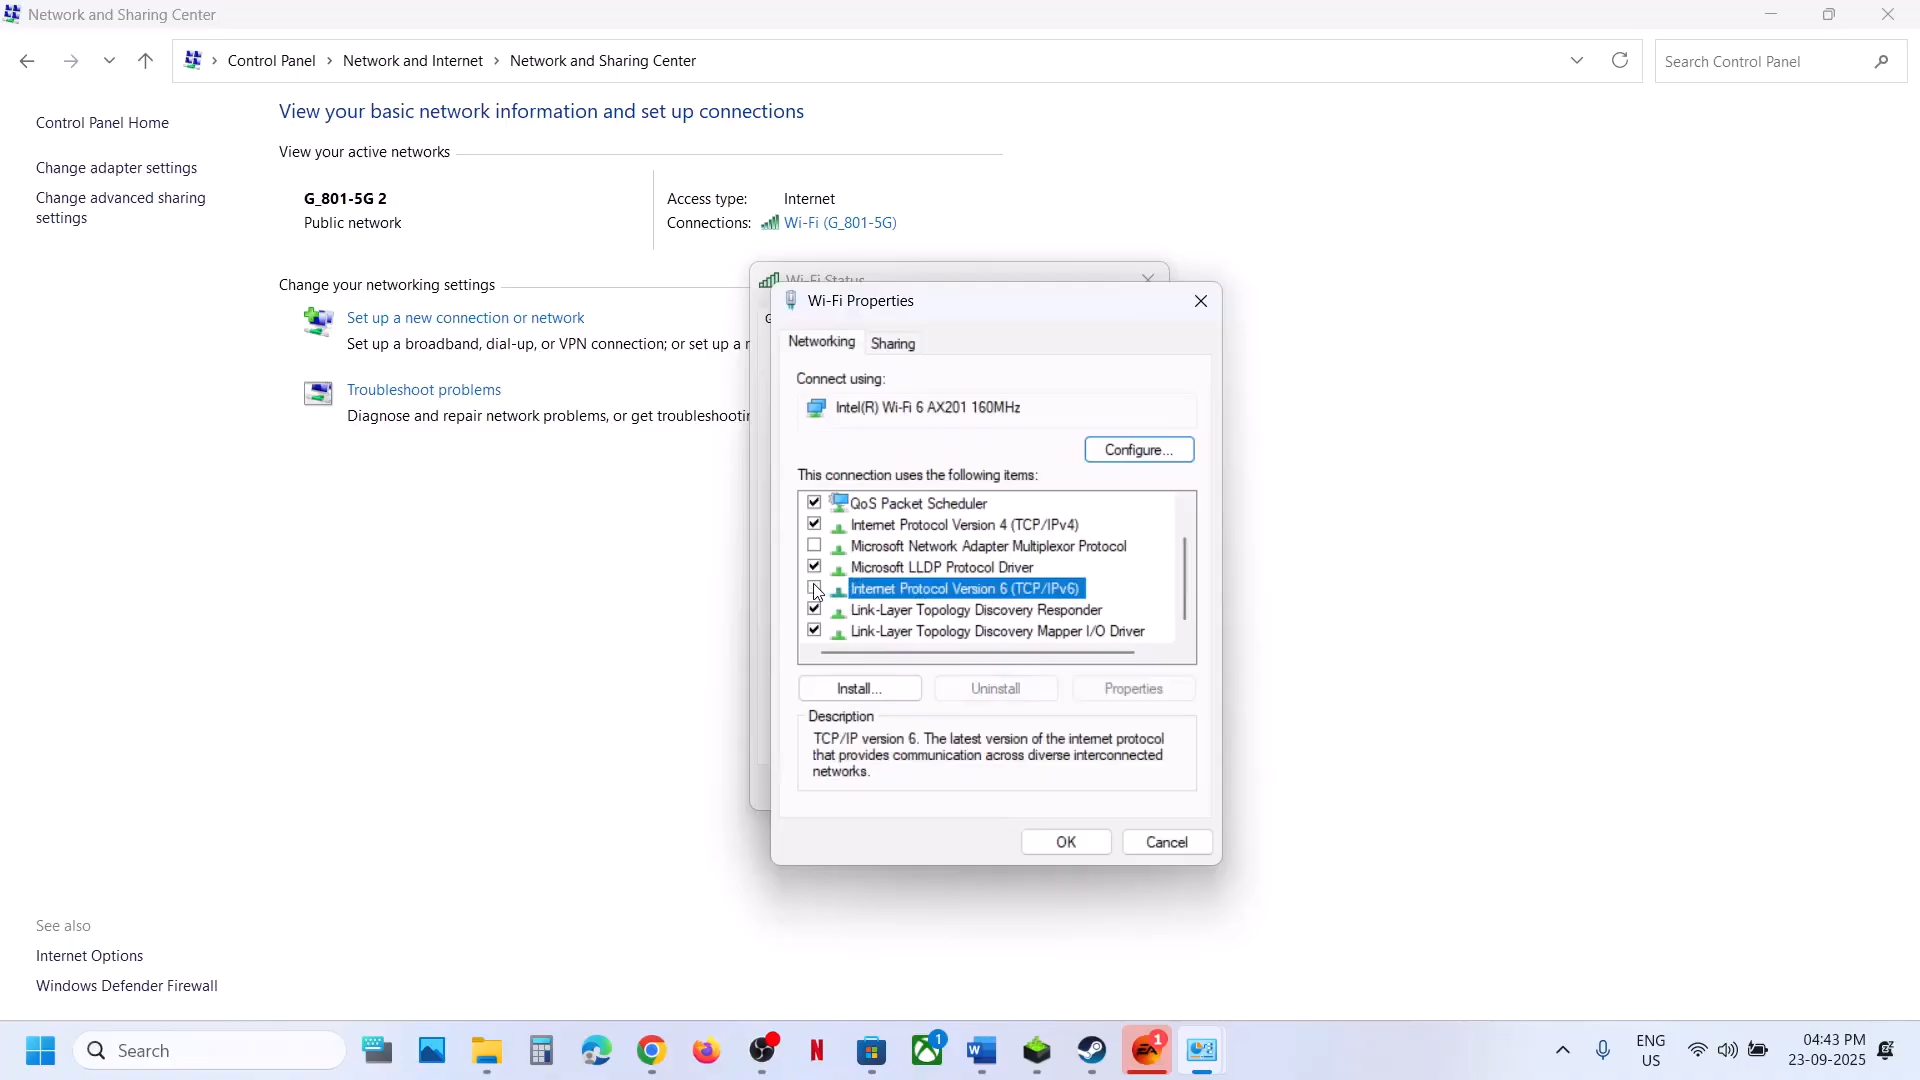 Network and Sharing Center
Control Panel > Network and Internet > Network and Sharing Center
Search Control Panel
Control Panel Home
Change adapter settings
Change advanced sharing
settings
View your basic network information and set up connections
View your active networks
G_801-5G 2
Public network
Access type: Internet
Connections: Wi-Fi (G_801-5G)
Change your networking settings
Set up a new connection or network
Set up a broadband, dial-up, or VPN connection; or set up a
Troubleshoot problems
Diagnose and repair network problems, or get
Wi-Fi Status
Wi-Fi Properties
Networking
Sharing
Connect using:
Intel(R) Wi-Fi 6 AX201 160MHz
Configure...
This connection uses the following items:
QoS Packet Scheduler
Internet Protocol Version 4 (TCP/IPv4)
Microsoft Network Adapter Multiplexor Protocol
Microsoft LLDP Protocol Driver
Internet Protocol Version 6 (TCP/IPv6)
Link-Layer Topology Discovery Responder
Link-Layer Topology Discovery Mapper I/O Driver
Install...
Uninstall
Properties
Description
TCP/IP version 6. The latest version of the internet protocol
that provides communication across diverse interconnected
networks.
OK
Cancel
See also
Internet Options
Windows Defender Firewall
Search
N
1
W
EA
1
ENG
US
04:43 PM
23-09-2025